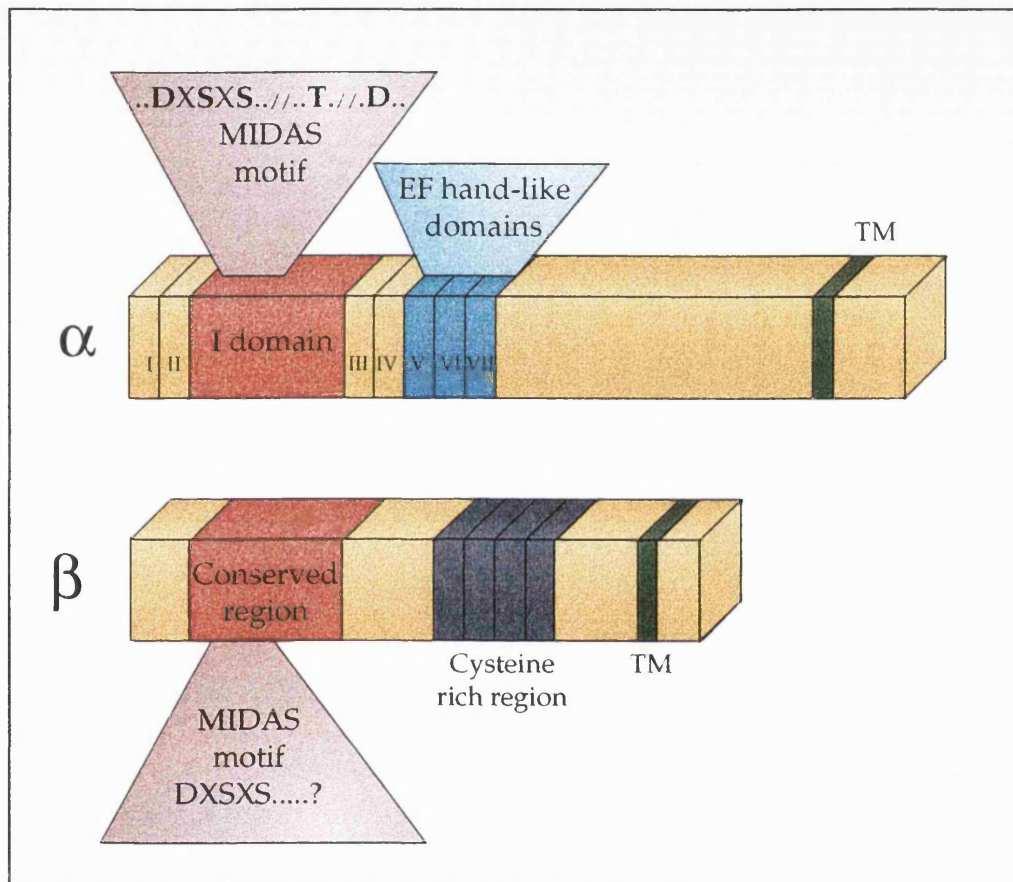 ..DXSXS..//..T.//.D..
MIDAS
motif
EF hand-like
domains
TM
α
I
II
I domain
III
IV
V
VI
VII
β
Conserved
region
Cysteine
rich region
TM
MIDAS
motif
DXSXS.....?